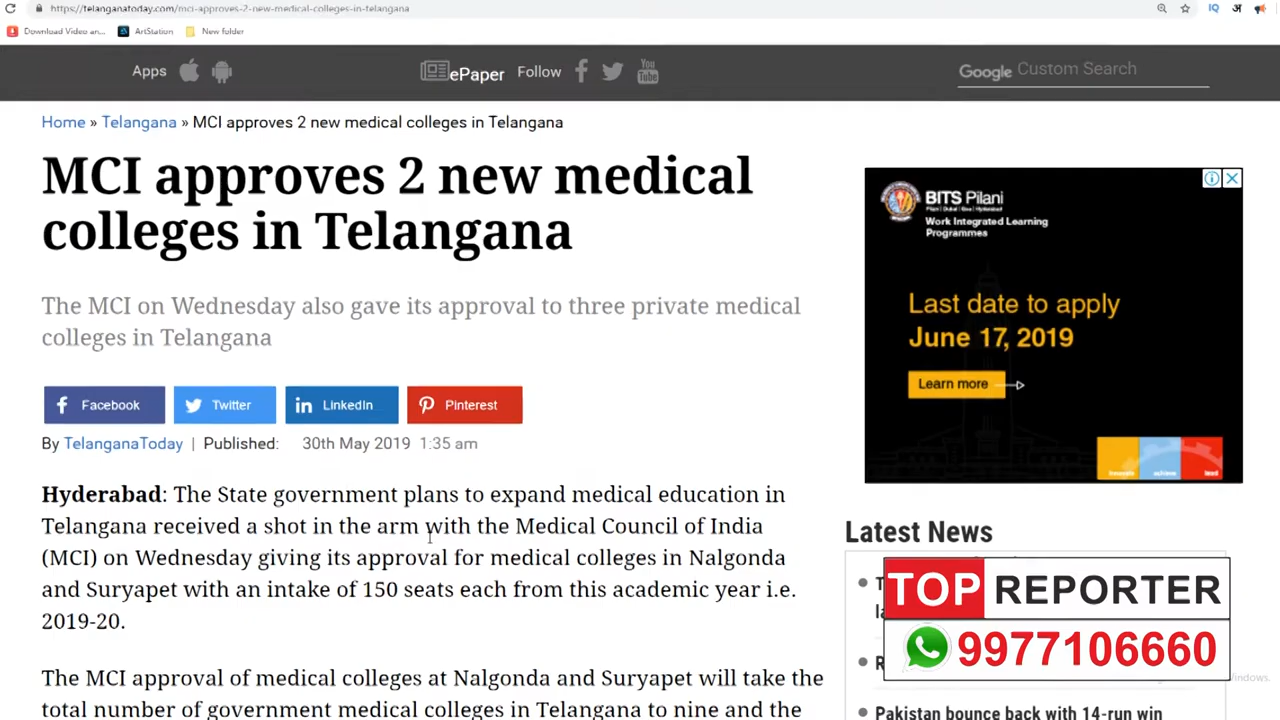 https://telanganatoday.com/mci-approves-2-new-medical-colleges-in-telangana
IQ
अ
Download Video an...
ArtStation
New folder
Apps
ePaper
Follow
You Tube
Google Custom Search
Home » Telangana » MCI approves 2 new medical colleges in Telangana
MCI approves 2 new medical
colleges in Telangana
The MCI on Wednesday also gave its approval to three private medical
colleges in Telangana
Facebook
Twitter
LinkedIn
Pinterest
By TelanganaToday | Published: 30th May 2019 1:35 am
Hyderabad: The State government plans to expand medical education in
Telangana received a shot in the arm with the Medical Council of India
(MCI) on Wednesday giving its approval for medical colleges in Nalgonda
and Suryapet with an intake of 150 seats each from this academic year i.e.
2019-20.
The MCI approval of medical colleges at Nalgonda and Suryapet will take the
total number of government medical colleges in Telangana to nine and the
BITS Pilani
Work Integrated Learning
Programmes
Last date to apply
June 17, 2019
Learn more
Latest News
TOP REPORTER
9977106660
Pakistan bounce back with 14-run win